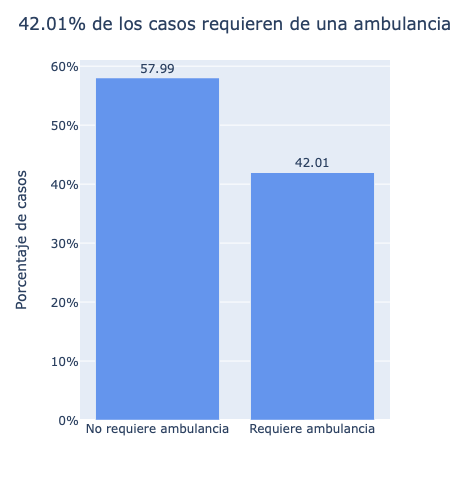 42.01% de los casos requieren de una ambulancia
60%
50%
40%
30%
20%
10%
0%
Porcentaje de casos
57.99
42.01
No requiere ambulancia
Requiere ambulancia